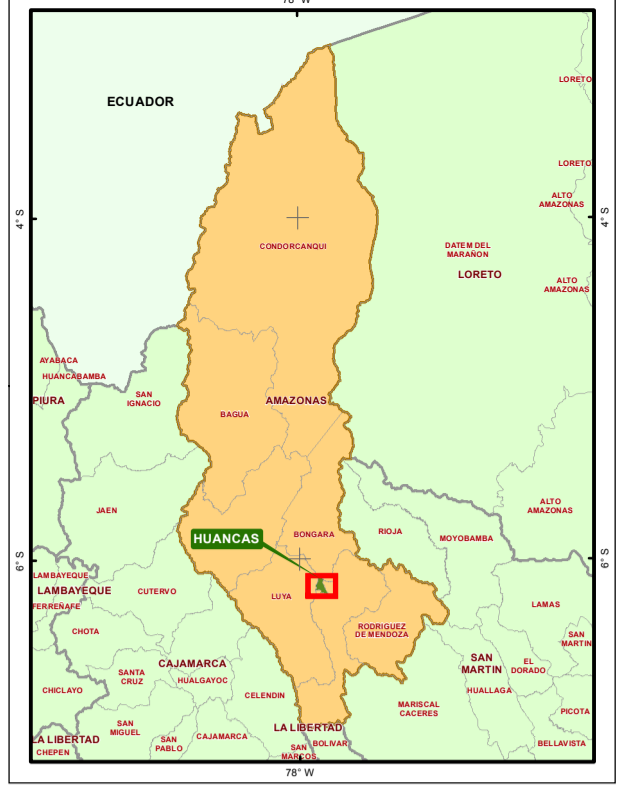 78° W
ECUADOR
LORETO
LORETO
ALTO
AMAZONAS
4° S
4° S
CONDORCANQUI
DATEM DEL
MARAÑON
LORETO
ALTO
AMAZONAS
AYABACA
HUANCABAMBA
PIURA
SAN
IGNACIO
AMAZONAS
BAGUA
JAEN
ALTO
AMAZONAS
HUANCAS
BONGARA
RIOJA
MOYOBAMBA
6° S
6° S
LAMBAYEQUE
LAMBAYEQUE
FERREÑAFE
CUTERVO
LUYA
LAMAS
CHOTA
RODRIGUEZ
DE MENDOZA
SAN
MARTIN
CAJAMARCA
SAN
MARTIN
EL
DORADO
SANTA
CRUZ
HUALGAYOC
CHICLAYO
CELENDIN
HUALLAGA
MARISCAL
CACERES
PICOTA
SAN
MIGUEL
LA LIBERTAD
LA LIBERTAD
CHEPEN
SAN
PABLO
CAJAMARCA
SAN
MARCOS
BOLIVAR
BELLAVISTA
78° W